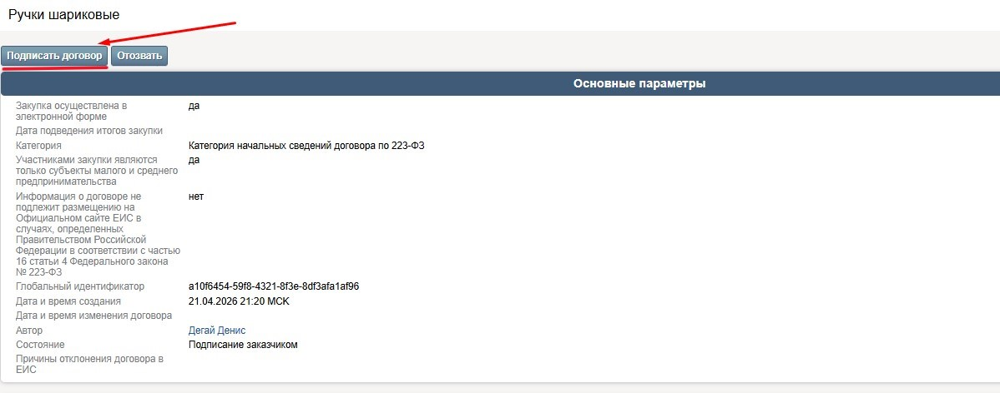 Ручки шариковые
Подписать договор Отозвать
Основные параметры
Закупка осуществлена в да
электронной форме
Дата подведения итогов закупки
Категория Категория начальных сведений договора по 223-ФЗ
Участниками закупки являются да
только субъекты малого и среднего
предпринимательства
Информация о договоре не нет
подлежит размещению на
Официальном сайте ЕИС в
случаях, определенных
Правительством Российской
Федерации в соответствии с частью
16 статьи 4 Федерального закона
№ 223-ФЗ
Глобальный идентификатор a10f6454-59f8-4321-8f3e-8df3afa1af96
Дата и время создания 21.04.2026 21:20 МСК
Дата и время изменения договора
Автор Дегай Денис
Состояние Подписание заказчиком
Причины отклонения договора в
ЕИС